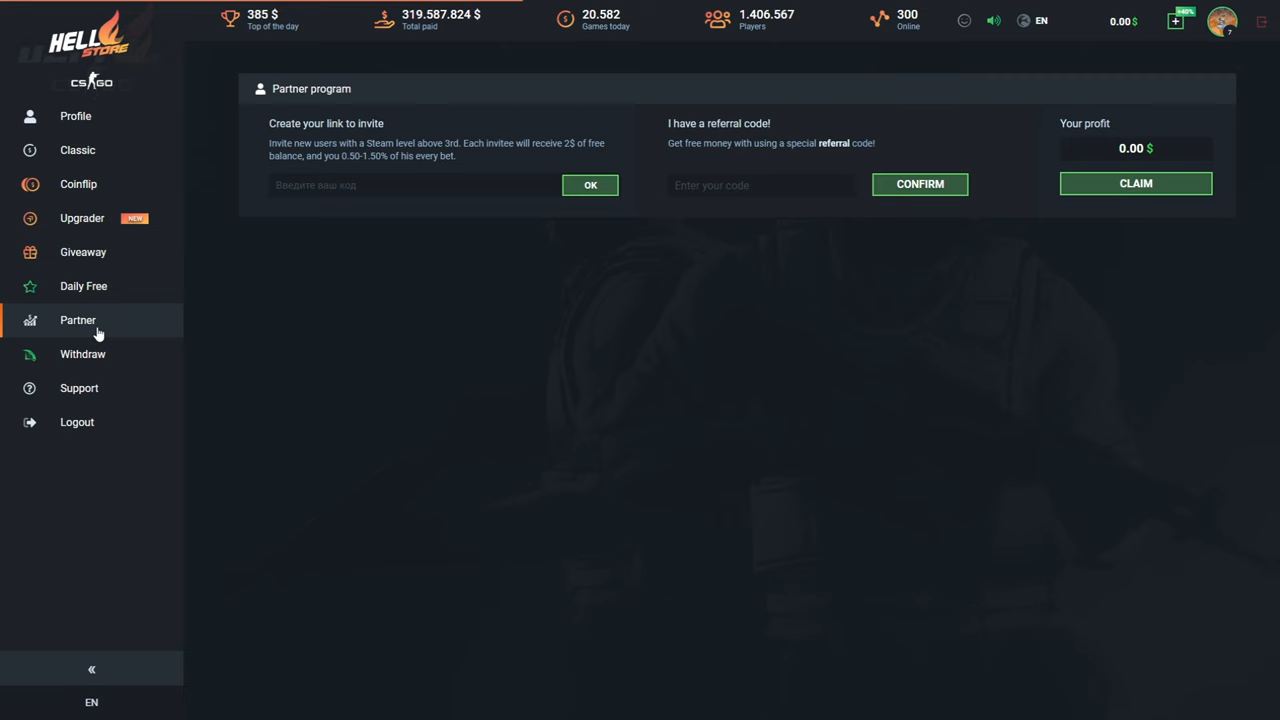 385 $
Top of the day
319.587.824 $
Total paid
20.582
Games today
1.406.567
Players
300
Online
EN
0.00$
+40%
7
HELL
STORE
CS GO
Profile
Classic
Coinflip
Upgrader NEW
Giveaway
Daily Free
Partner
Withdraw
Support
Logout
«
EN
Partner program
Create your link to invite
Invite new users with a Steam level above 3rd. Each invitee will receive 2$ of free
balance, and you 0.50-1.50% of his every bet.
Введите ваш код
OK
I have a referral code!
Get free money with using a special referral code!
Enter your code
CONFIRM
Your profit
0.00 $
CLAIM